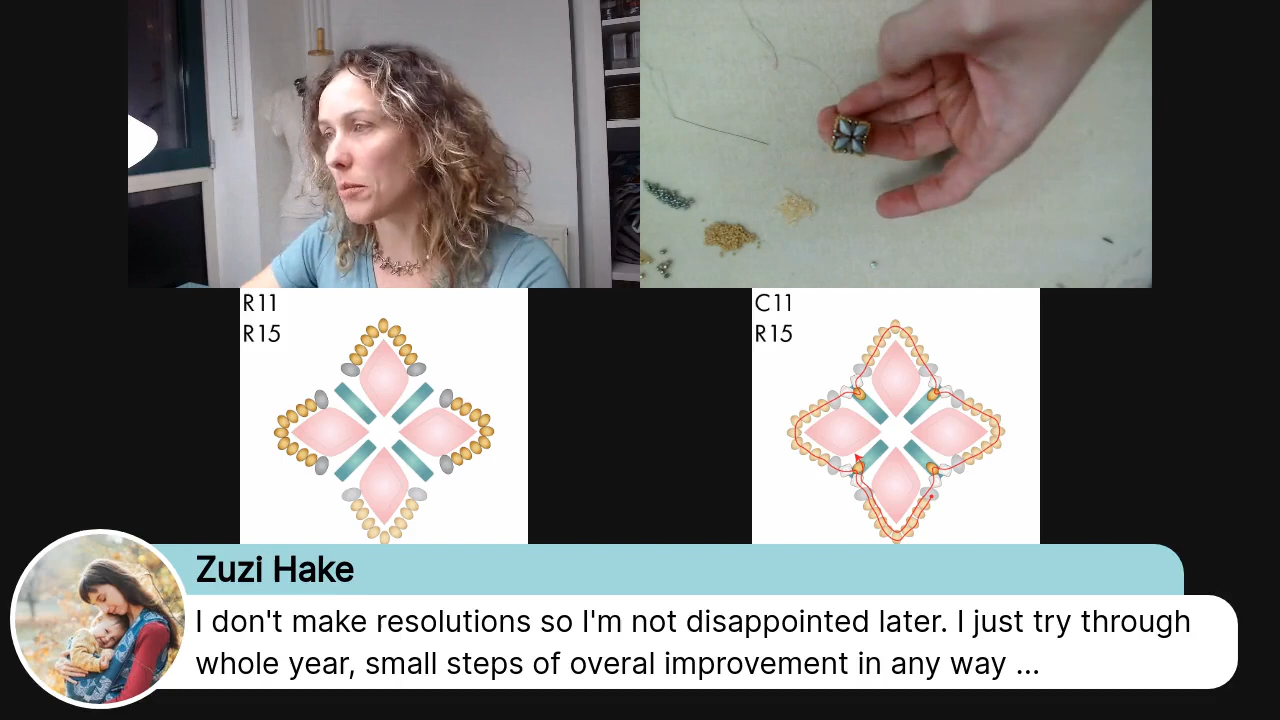 R11
R15
C11
R15
Zuzi Hake
I don't make resolutions so I'm not disappointed later. I just try through
whole year, small steps of overal improvement in any way ...